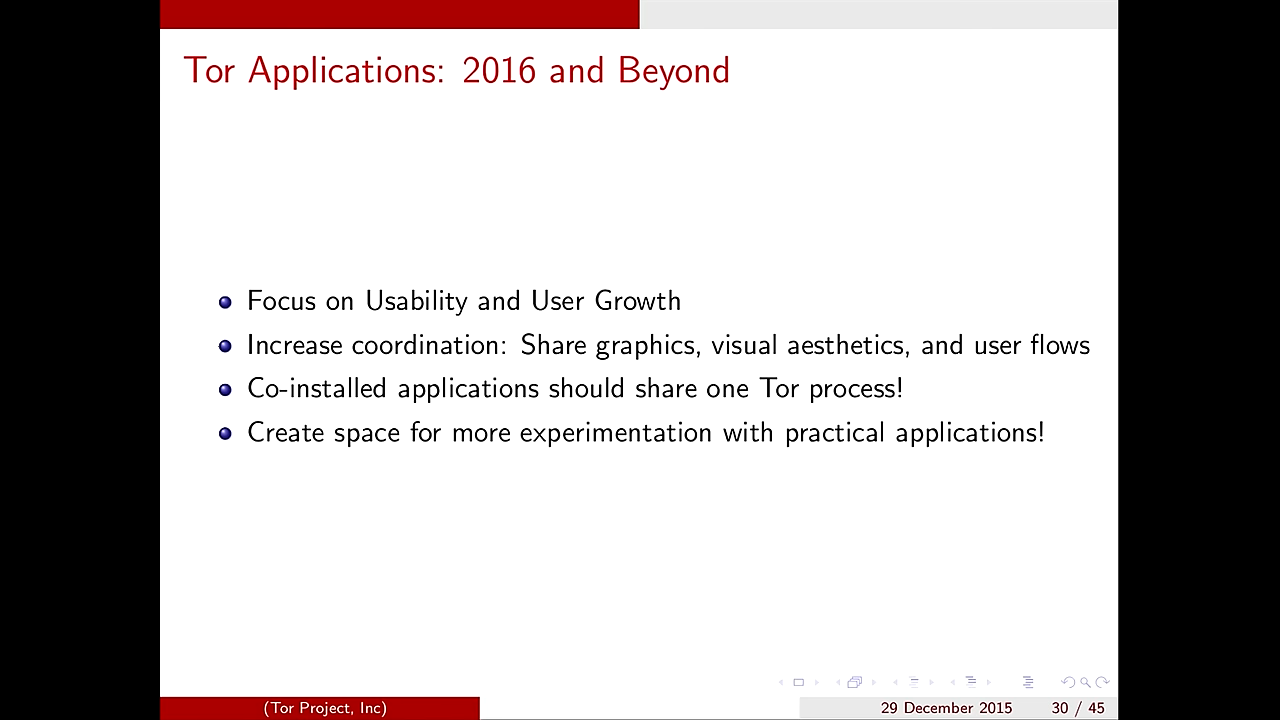 Tor Applications: 2016 and Beyond
Focus on Usability and User Growth
Increase coordination: Share graphics, visual aesthetics, and user flows
Co-installed applications should share one Tor process!
Create space for more experimentation with practical applications!
(Tor Project, Inc)
29 December 2015
30 / 45